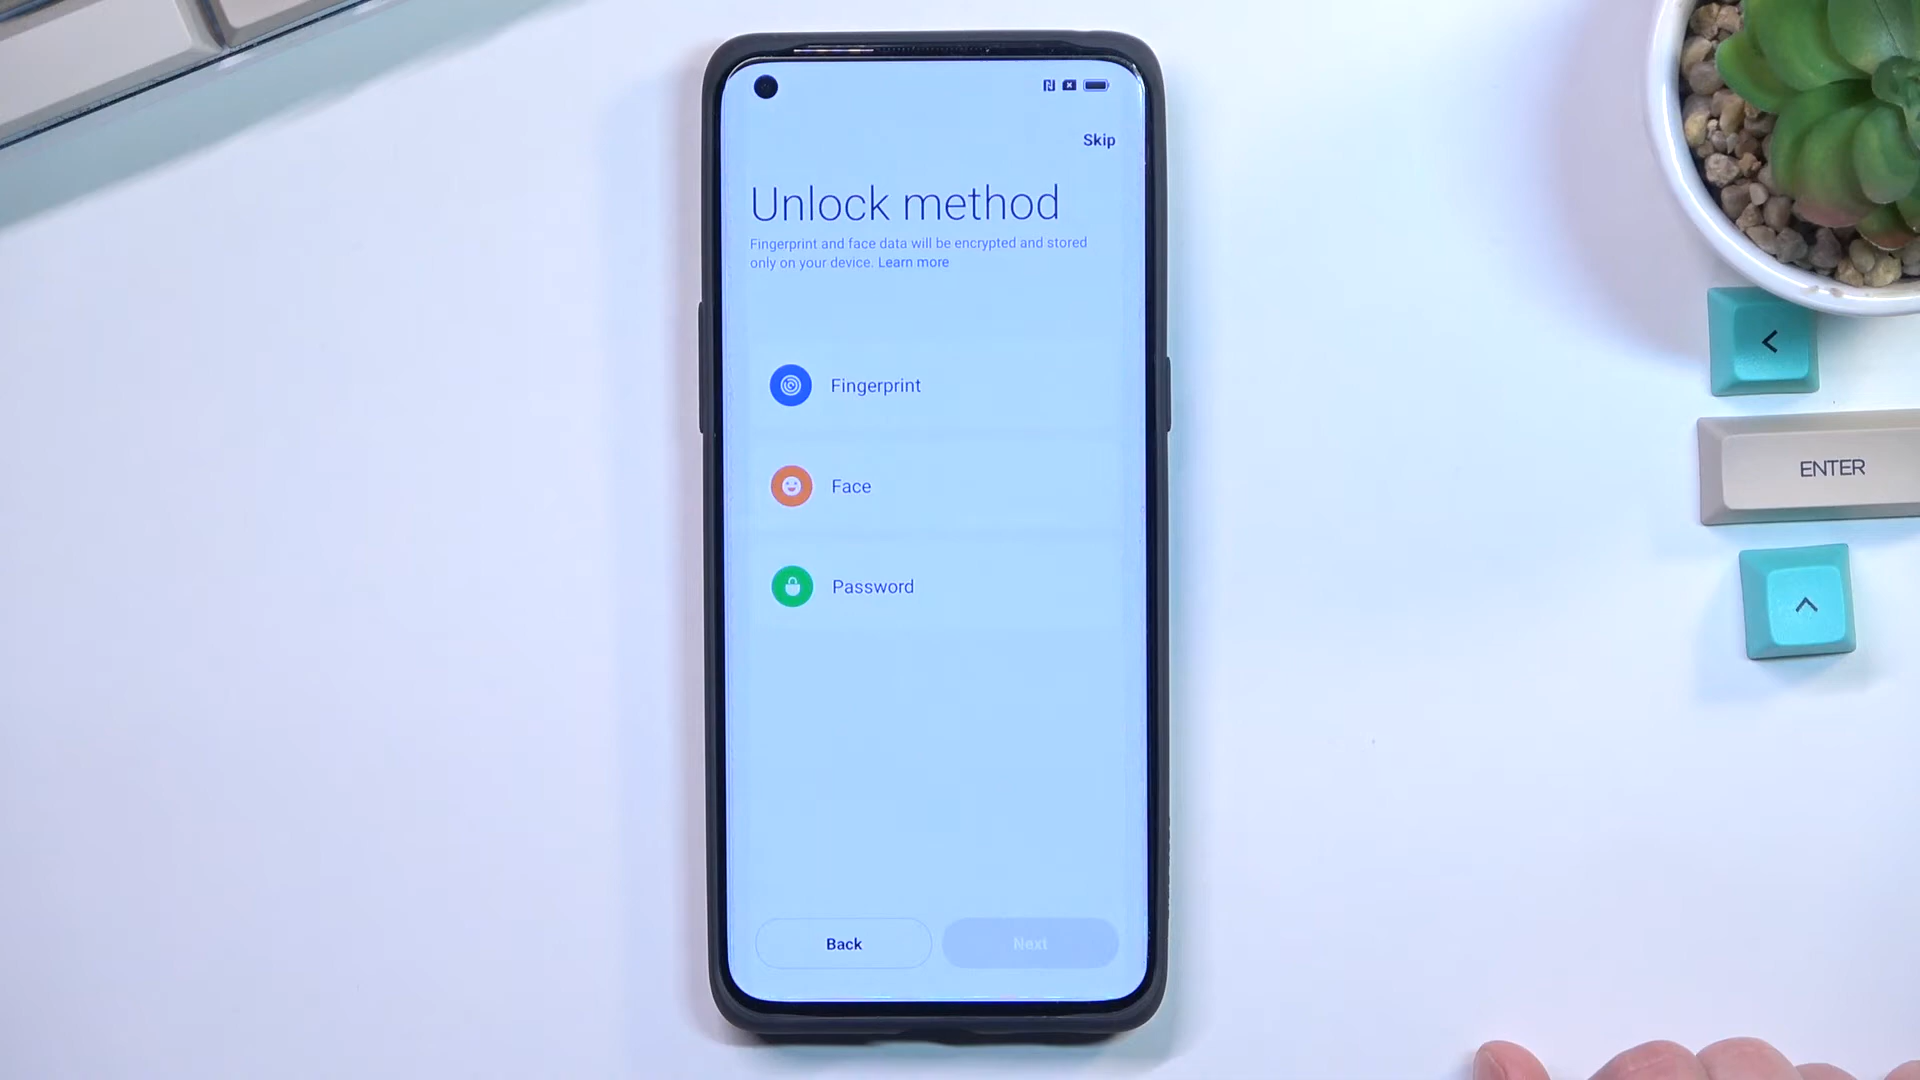 Skip
Unlock method
Fingerprint and face data will be encrypted and stored
only on your device. Learn more
Fingerprint
Face
Password
Back
Next
<
ENTER
^